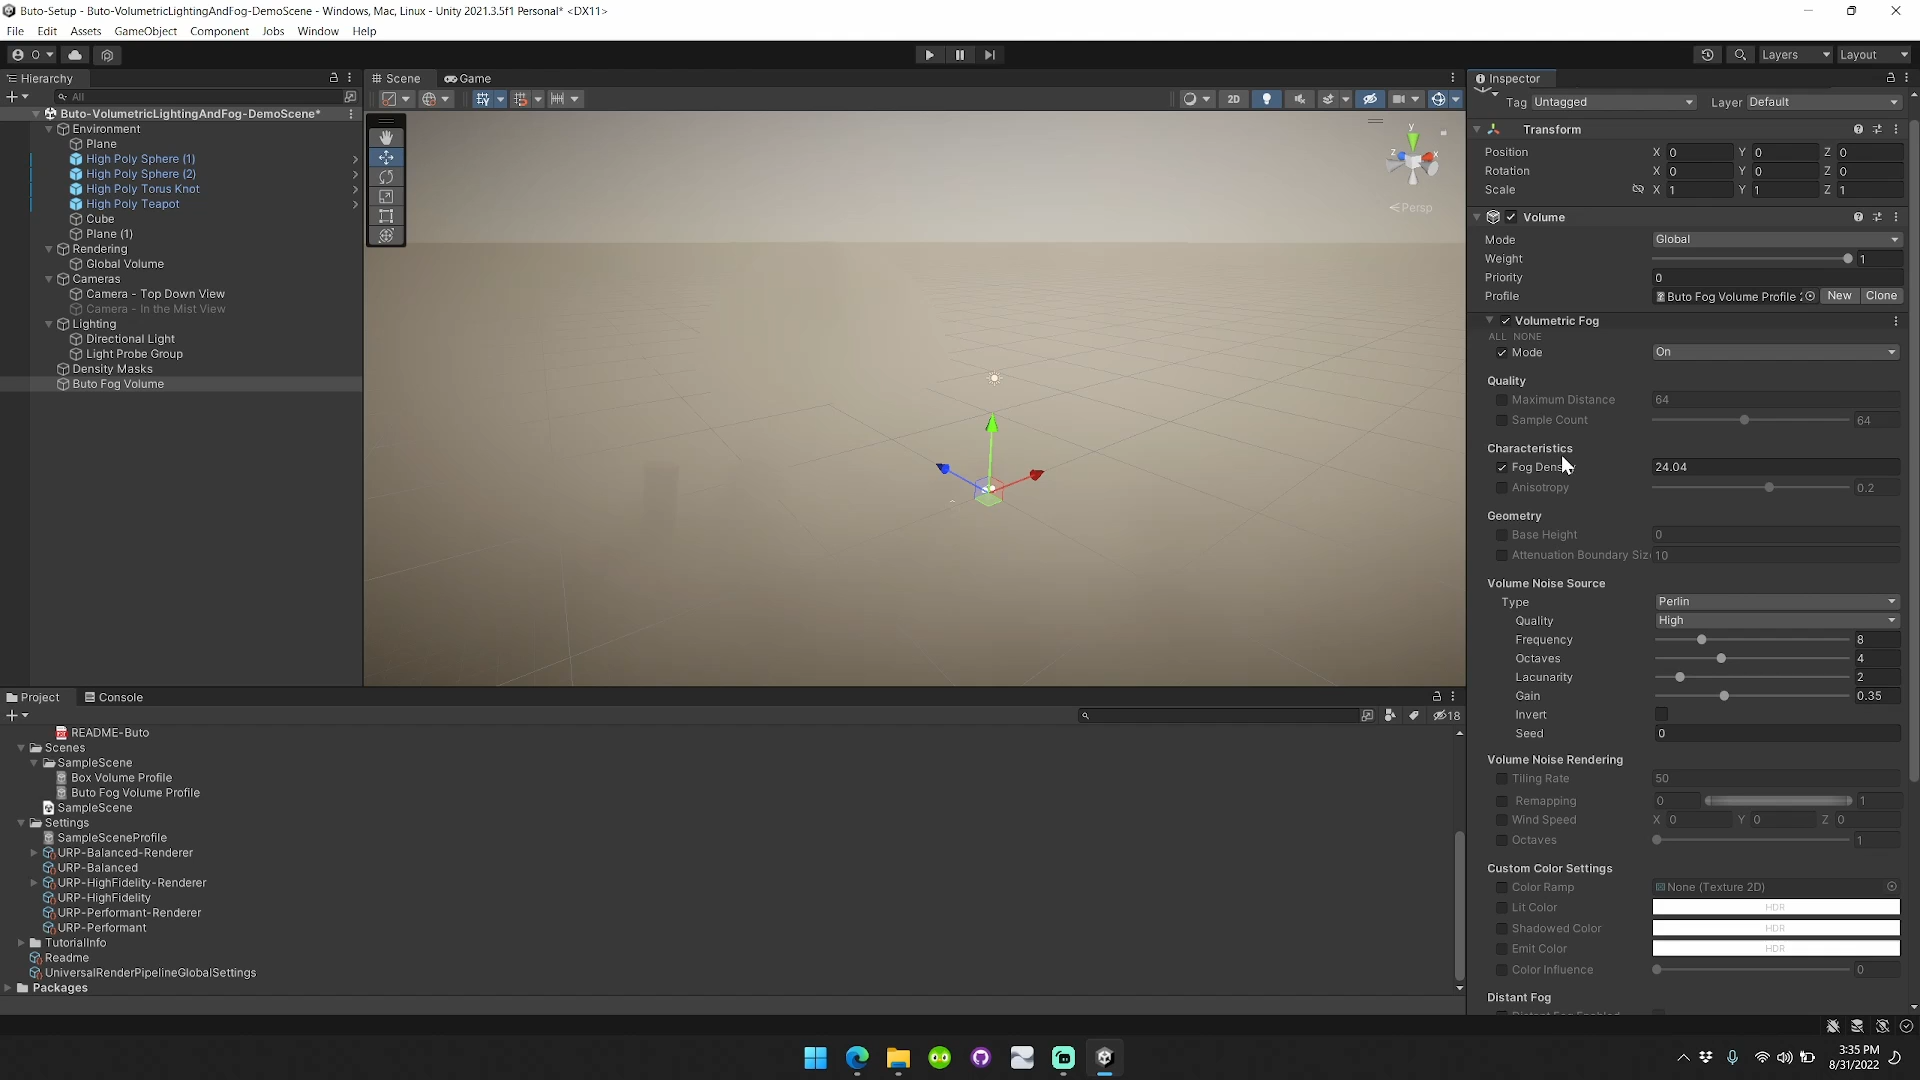 Buto-Setup - Buto-VolumetricLightingAndFog-DemoScene - Windows, Mac, Linux - Unity 2021.3.5f1 Personal* <DX11>
File Edit Assets GameObject Component Jobs Window Help
O Layers Layout
Hierarchy
All
Buto-VolumetricLightingAndFog-DemoScene*
Environment
Plane
High Poly Sphere (1)
High Poly Sphere (2)
High Poly Torus Knot
High Poly Teapot
Cube
Plane (1)
Rendering
Global Volume
Cameras
Camera - Top Down View
Camera - In the Mist View
Lighting
Directional Light
Light Probe Group
Density Masks
Buto Fog Volume
Scene Game
2D
y
z x
Persp
Inspector
Tag Untagged Layer Default
Transform
Position X 0 Y 0 Z 0
Rotation X 0 Y 0 Z 0
Scale X 1 Y 1 Z 1
Volume
Mode Global
Weight 1
Priority 0
Profile Buto Fog Volume Profile New Clone
Volumetric Fog
ALL NONE
Mode On
Quality
Maximum Distance 64
Sample Count 64
Characteristics
Fog Dens 24.04
Anisotropy 0.2
Geometry
Base Height 0
Attenuation Boundary Siz 10
Volume Noise Source
Type Perlin
Quality High
Frequency 8
Octaves 4
Lacunarity 2
Gain 0.35
Invert
Seed 0
Volume Noise Rendering
Tiling Rate 50
Remapping 0 1
Wind Speed X 0 Y 0 Z 0
Octaves 1
Custom Color Settings
Color Ramp None (Texture 2D)
Lit Color HDR
Shadowed Color HDR
Emit Color HDR
Color Influence 0
Distant Fog
Project Console
18
README-Buto
Scenes
SampleScene
Box Volume Profile
Buto Fog Volume Profile
SampleScene
Settings
SampleSceneProfile
URP-Balanced-Renderer
URP-Balanced
URP-HighFidelity-Renderer
URP-HighFidelity
URP-Performant-Renderer
URP-Performant
TutorialInfo
Readme
UniversalRenderPipelineGlobalSettings
Packages
3:35 PM
8/31/2022